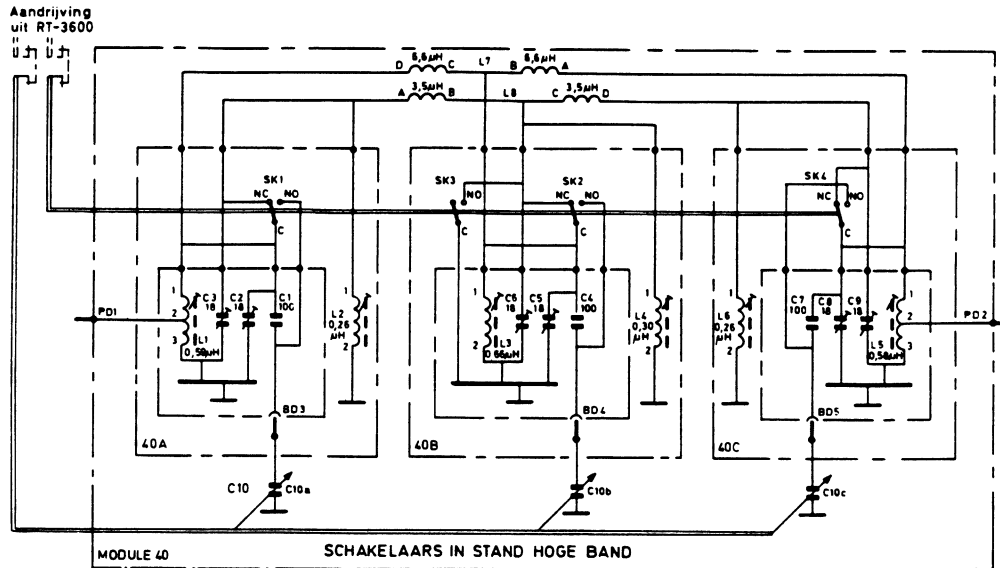 Aandrijving
uit RT-3600
6,6µH
D C
L7
6,6µH
B A
3,5µH
A B
L8
3,5µH
C D
SK1
NC NO
C
SK3
NO
SK2
NC NO
C
SK4
NC NO
C
PD1
1
2
3
L1
0,58µH
C3
18
C2
18
C1
100
1
L2
0,26
µH
2
BD3
40A
1
2
L3
0,66µH
C6
18
C5
18
C4
100
1
L4
0,30
µH
2
BD4
40B
1
L6
0,26
µH
2
C7
100
C8
18
C9
18
1
2
3
L5
0,58µH
PD2
BD5
40C
C10
C10a
C10b
C10c
MODULE 40
SCHAKELAARS IN STAND HOGE BAND